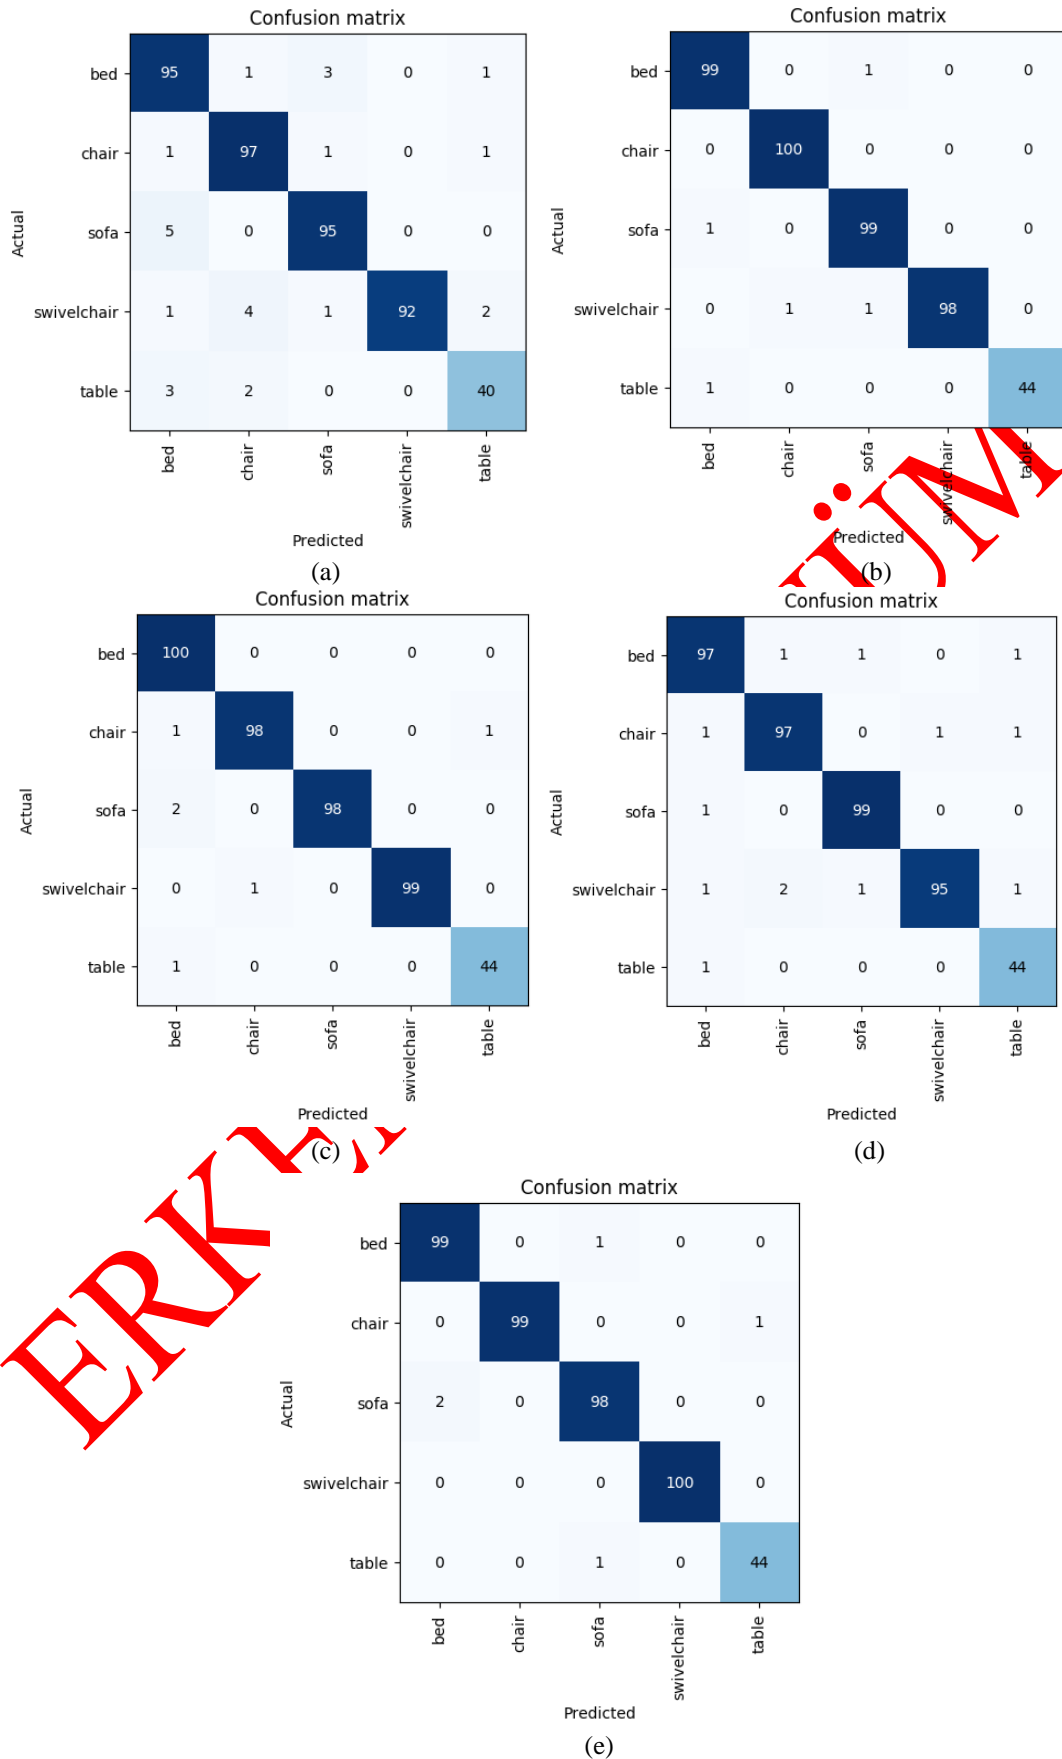 Confusion matrix
bed 95 1 3 0 1
chair 1 97 1 0 1
sofa 5 0 95 0 0
swivelchair 1 4 1 92 2
table 3 2 0 0 40
Actual
bed chair sofa swivelchair table
Predicted
(a)
Confusion matrix
bed 99 0 1 0 0
chair 0 100 0 0 0
sofa 1 0 99 0 0
swivelchair 0 1 1 98 0
table 1 0 0 0 44
Actual
bed chair sofa swivelchair table
Predicted
(b)
Confusion matrix
bed 100 0 0 0 0
chair 1 98 0 0 1
sofa 2 0 98 0 0
swivelchair 0 1 0 99 0
table 1 0 0 0 44
Actual
bed chair sofa swivelchair table
Predicted
(c)
Confusion matrix
bed 97 1 1 0 1
chair 1 97 0 1 1
sofa 1 0 99 0 0
swivelchair 1 2 1 95 1
table 1 0 0 0 44
Actual
bed chair sofa swivelchair table
Predicted
(d)
Confusion matrix
bed 99 0 1 0 0
chair 0 99 0 0 1
sofa 2 0 98 0 0
swivelchair 0 0 0 100 0
table 0 0 1 0 44
Actual
bed chair sofa swivelchair table
Predicted
(e)